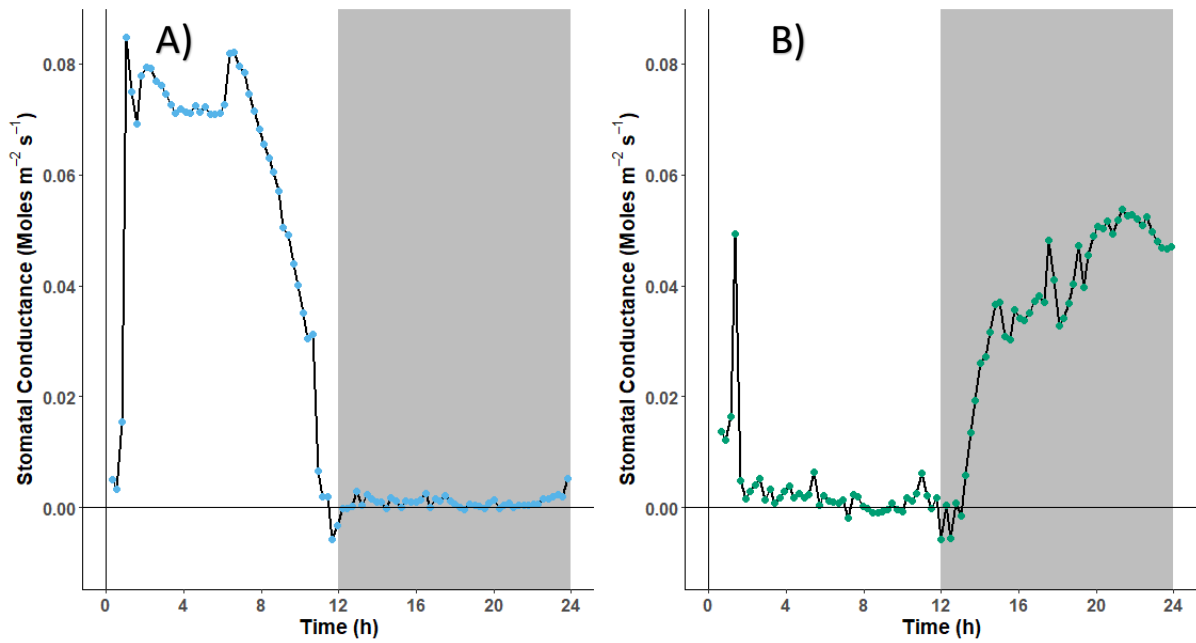 A)
Stomatal Conductance (Moles m⁻² s⁻¹)
0.08
0.06
0.04
0.02
0.00
0 4 8 12 16 20 24
Time (h)
B)
Stomatal Conductance (Moles m⁻² s⁻¹)
0.08
0.06
0.04
0.02
0.00
0 4 8 12 16 20 24
Time (h)